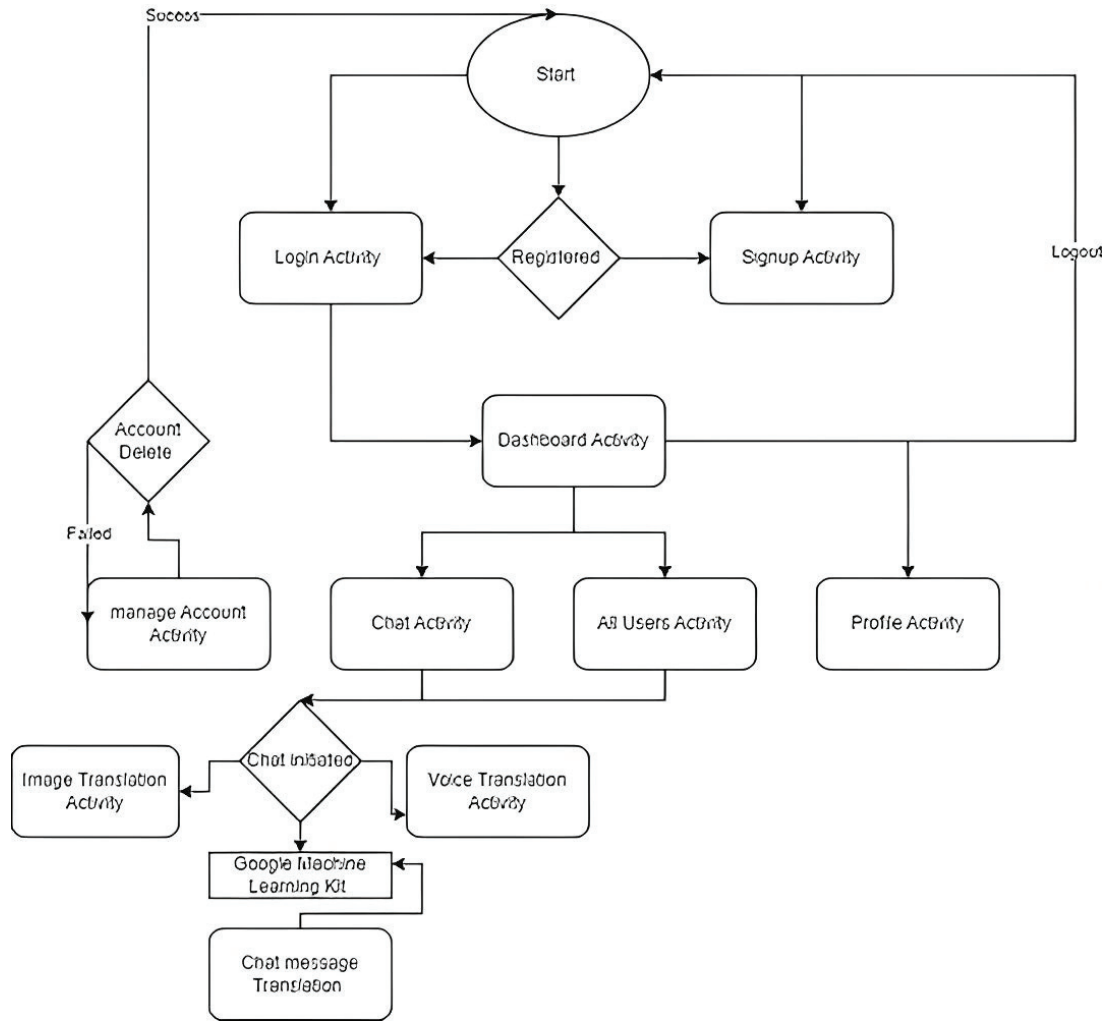 Sucess
Start
Login Activity
Registered
Signup Activity
Logout
Account
Delete
Dashboard Activity
Failed
manage Account
Activity
Chat Activity
All Users Activity
Profile Activity
Image Translation
Activity
Chat Initiated
Voice Translation
Activity
Google Machine
Learning Kit
Chat message
Translation